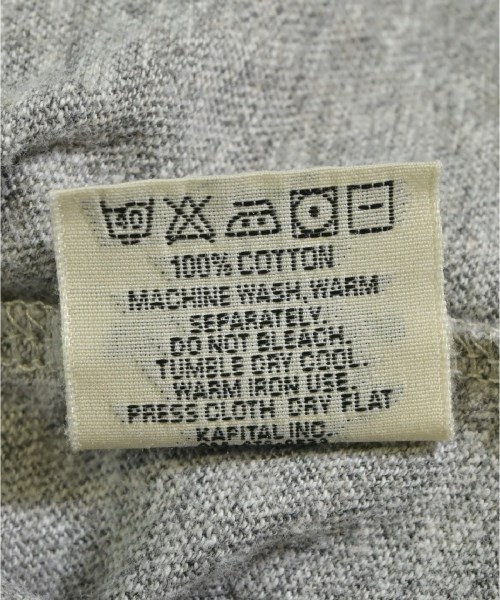 30
100% COTTON
MACHINE WASH, WARM
SEPARATELY.
DO NOT BLEACH.
TUMBLE DRY COOL.
WARM IRON USE.
PRESS CLOTH DRY FLAT
KAPITAL INC.